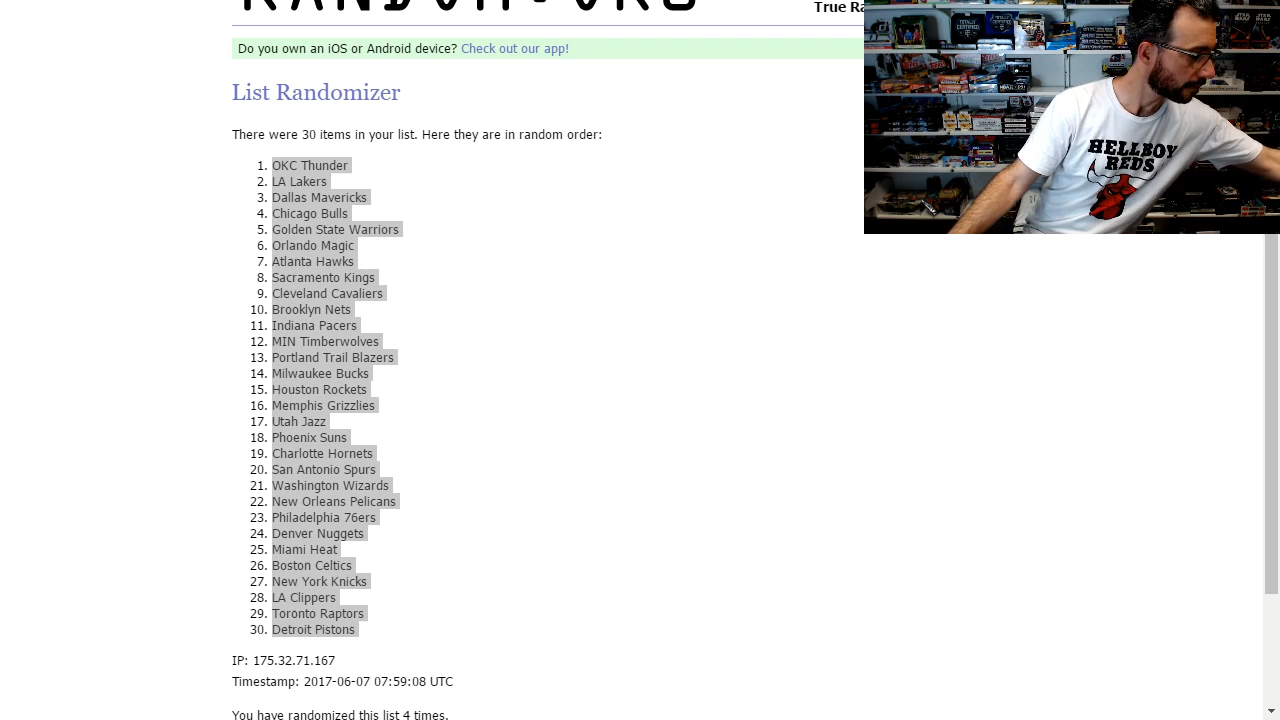 RANDOM.ORG
True Ra
Do you own an iOS or Android device? Check out our app!
List Randomizer
There were 30 items in your list. Here they are in random order:
1. OKC Thunder
2. LA Lakers
3. Dallas Mavericks
4. Chicago Bulls
5. Golden State Warriors
6. Orlando Magic
7. Atlanta Hawks
8. Sacramento Kings
9. Cleveland Cavaliers
10. Brooklyn Nets
11. Indiana Pacers
12. MIN Timberwolves
13. Portland Trail Blazers
14. Milwaukee Bucks
15. Houston Rockets
16. Memphis Grizzlies
17. Utah Jazz
18. Phoenix Suns
19. Charlotte Hornets
20. San Antonio Spurs
21. Washington Wizards
22. New Orleans Pelicans
23. Philadelphia 76ers
24. Denver Nuggets
25. Miami Heat
26. Boston Celtics
27. New York Knicks
28. LA Clippers
29. Toronto Raptors
30. Detroit Pistons
IP: 175.32.71.167
Timestamp: 2017-06-07 07:59:08 UTC
You have randomized this list 4 times.
HELLBOY
REDS